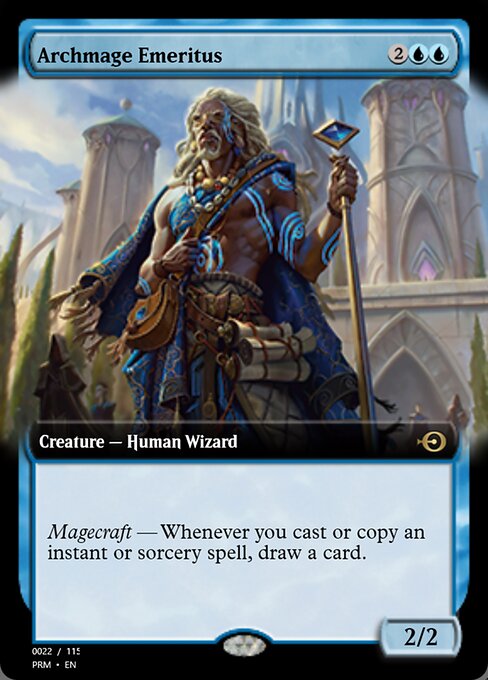 Archmage Emeritus 2
Creature — Human Wizard
Magecraft — Whenever you cast or copy an
instant or sorcery spell, draw a card.
2/2
0022 / 115
PRM • EN